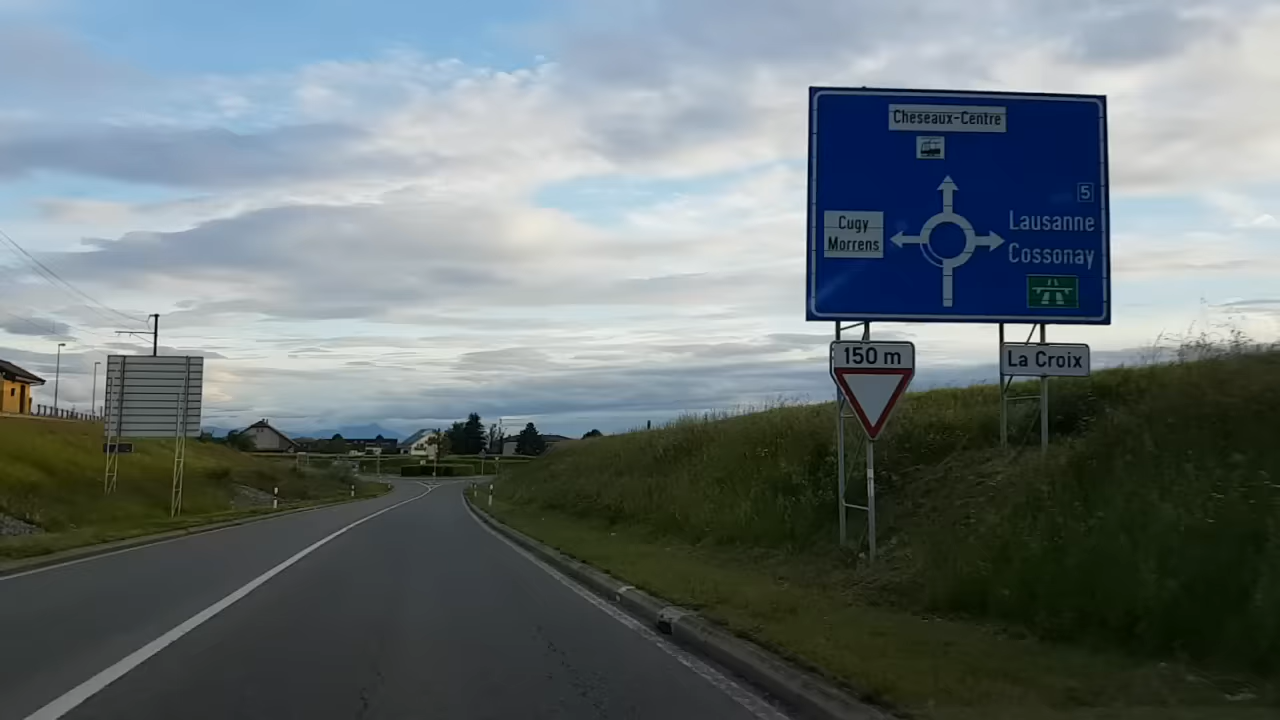 Cheseaux-Centre
5
Cugy
Morrens
Lausanne
Cossonay
150 m
La Croix